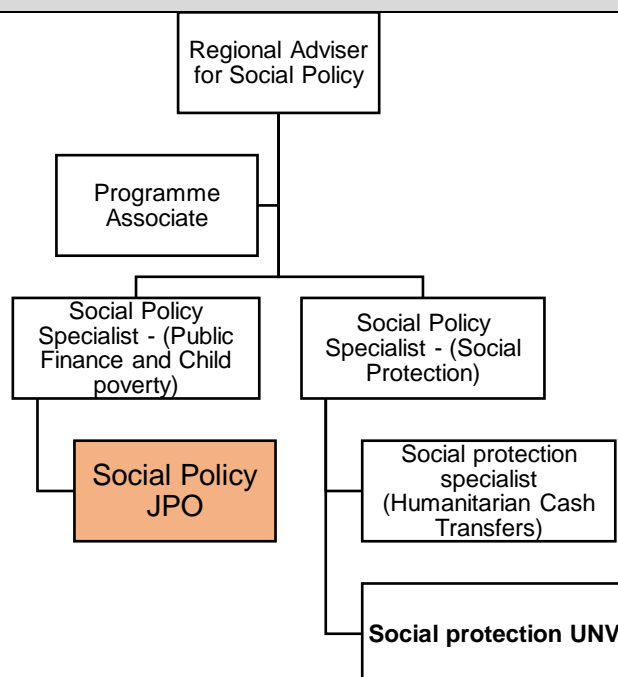 Regional Adviser
for Social Policy
Programme
Associate
Social Policy
Specialist - (Public
Finance and Child
poverty)
Social Policy
Specialist - (Social
Protection)
Social Policy
JPO
Social protection
specialist
(Humanitarian Cash
Transfers)
Social protection UNV